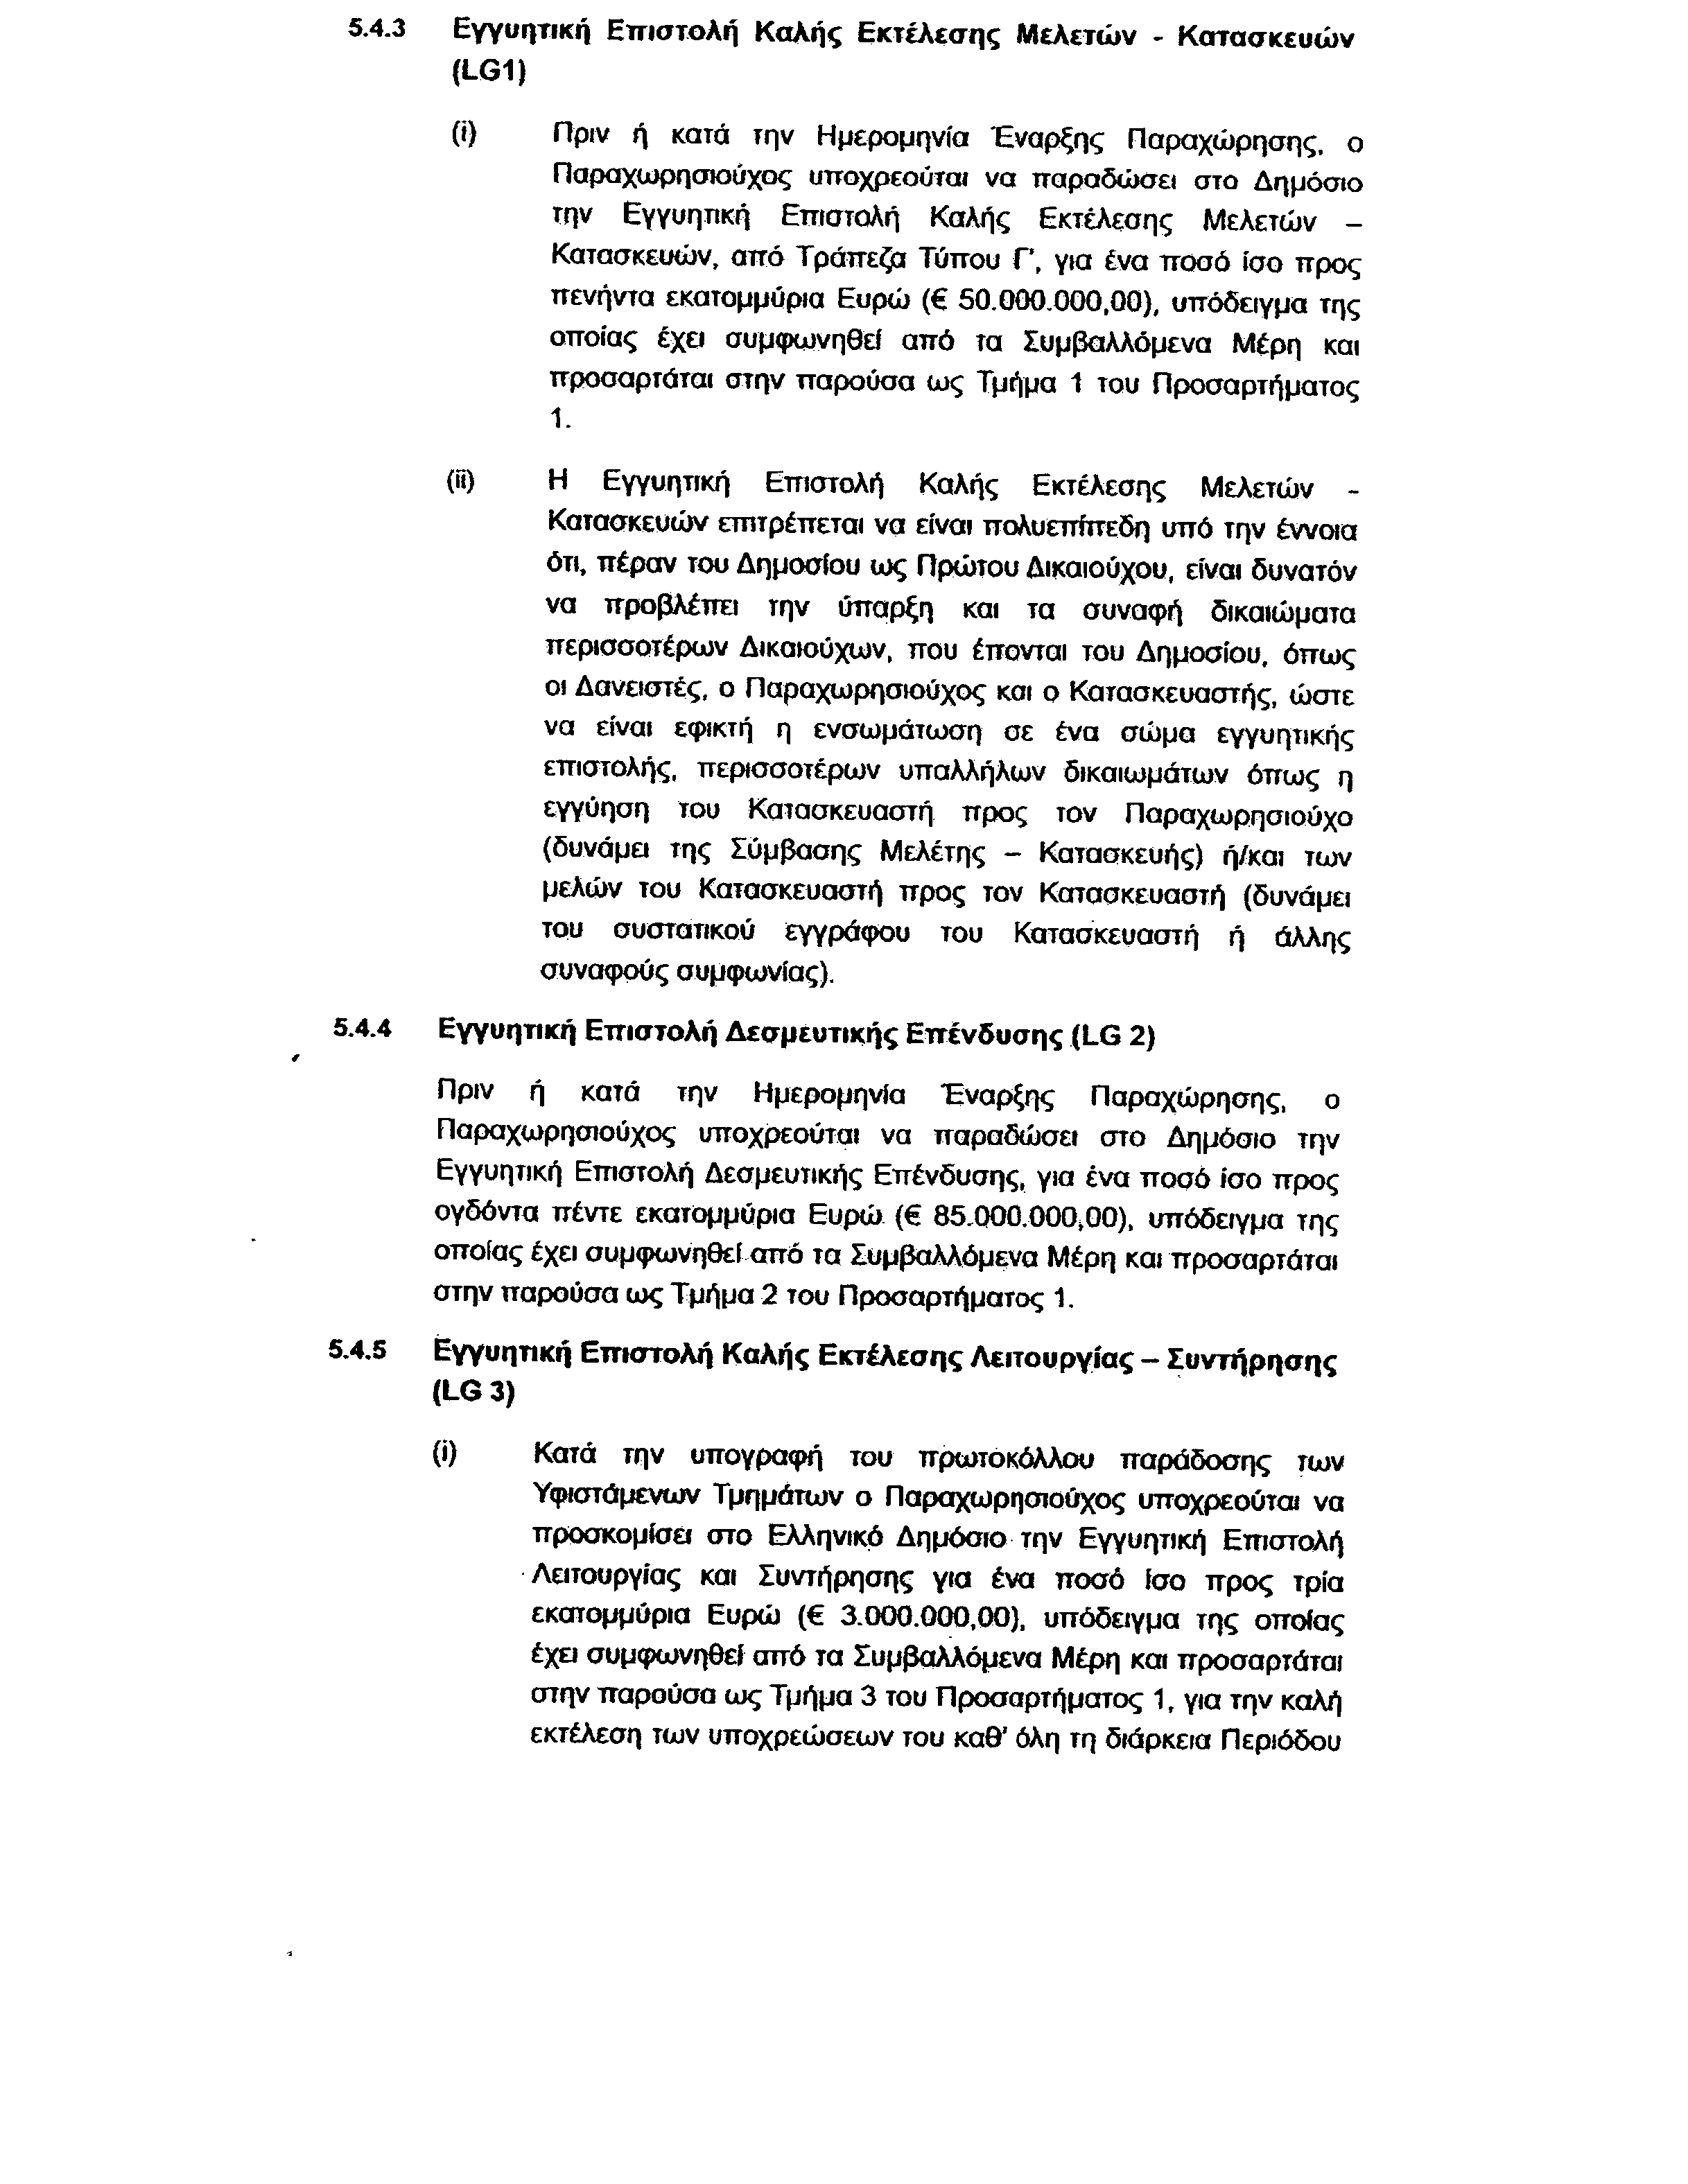 5.4.3 Εγγυητική Επιστολή Καλής Εκτέλεσης Μελετών - Κατασκευών
(LG1)
(i) Πριν ή κατά την Ημερομηνία Έναρξης Παραχώρησης, ο
Παραχωρησιούχος υποχρεούται να παραδώσει στο Δημόσιο
την Εγγυητική Επιστολή Καλής Εκτέλεσης Μελετών –
Κατασκευών, από Τράπεζα Τύπου Γ', για ένα ποσό ίσο προς
πενήντα εκατομμύρια Ευρώ (€ 50.000.000,00), υπόδειγμα της
οποίας έχει συμφωνηθεί από τα Συμβαλλόμενα Μέρη και
προσαρτάται στην παρούσα ως Τμήμα 1 του Προσαρτήματος
1.
(ii) Η Εγγυητική Επιστολή Καλής Εκτέλεσης Μελετών -
Κατασκευών επιτρέπεται να είναι πολυεπίπεδη υπό την έννοια
ότι, πέραν του Δημοσίου ως Πρώτου Δικαιούχου, είναι δυνατόν
να προβλέπει την ύπαρξη και τα συναφή δικαιώματα
περισσοτέρων Δικαιούχων, που έπονται του Δημοσίου, όπως
οι Δανειστές, ο Παραχωρησιούχος και ο Κατασκευαστής, ώστε
να είναι εφικτή η ενσωμάτωση σε ένα σώμα εγγυητικής
επιστολής, περισσοτέρων υπαλλήλων δικαιωμάτων όπως η
εγγύηση του Κατασκευαστή προς τον Παραχωρησιούχο
(δυνάμει της Σύμβασης Μελέτης – Κατασκευής) ή/και των
μελών του Κατασκευαστή προς τον Κατασκευαστή (δυνάμει
του συστατικού εγγράφου του Κατασκευαστή ή άλλης
συναφούς συμφωνίας).
5.4.4 Εγγυητική Επιστολή Δεσμευτικής Επένδυσης (LG 2)
Πριν ή κατά την Ημερομηνία Έναρξης Παραχώρησης, ο
Παραχωρησιούχος υποχρεούται να παραδώσει στο Δημόσιο την
Εγγυητική Επιστολή Δεσμευτικής Επένδυσης, για ένα ποσό ίσο προς
ογδόντα πέντε εκατομμύρια Ευρώ (€ 85.000.000,00), υπόδειγμα της
οποίας έχει συμφωνηθεί από τα Συμβαλλόμενα Μέρη και προσαρτάται
στην παρούσα ως Τμήμα 2 του Προσαρτήματος 1.
5.4.5 Εγγυητική Επιστολή Καλής Εκτέλεσης Λειτουργίας – Συντήρησης
(LG 3)
(i) Κατά την υπογραφή του πρωτοκόλλου παράδοσης των
Υφιστάμενων Τμημάτων ο Παραχωρησιούχος υποχρεούται να
προσκομίσει στο Ελληνικό Δημόσιο την Εγγυητική Επιστολή
Λειτουργίας και Συντήρησης για ένα ποσό ίσο προς τρία
εκατομμύρια Ευρώ (€ 3.000.000,00), υπόδειγμα της οποίας
έχει συμφωνηθεί από τα Συμβαλλόμενα Μέρη και προσαρτάται
στην παρούσα ως Τμήμα 3 του Προσαρτήματος 1, για την καλή
εκτέλεση των υποχρεώσεων του καθ' όλη τη διάρκεια Περιόδου